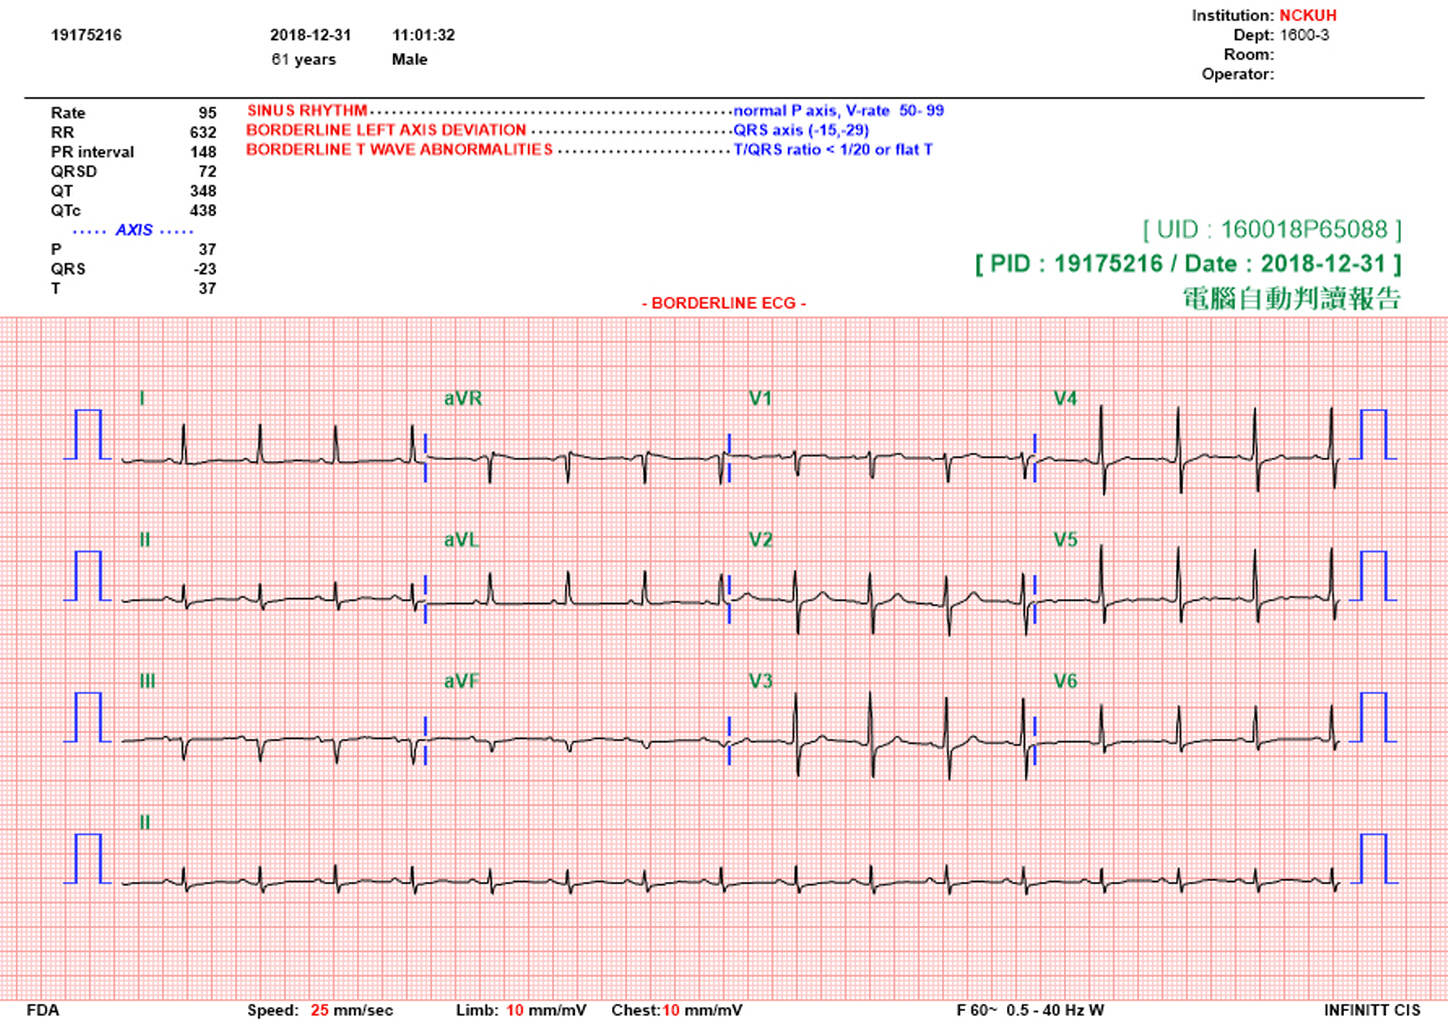 Institution: NCKUH
19175216 2018-12-31 11:01:32 Dept: 1600-3
61 years Male Room:
Operator:
Rate 95 SINUS RHYTHM normal P axis, V-rate 50- 99
RR 632 BORDERLINE LEFT AXIS DEVIATION QRS axis (-15,-29)
PR interval 148 BORDERLINE T WAVE ABNORMALITIES T/QRS ratio < 1/20 or flat T
QRSD 72
QT 348
QTc 438
····· AXIS ·····
P 37
QRS -23
T 37
[ UID : 160018P65088 ]
[ PID : 19175216 / Date : 2018-12-31 ]
電腦自動判讀報告
- BORDERLINE ECG -
I aVR V1 V4
II aVL V2 V5
III aVF V3 V6
II
FDA Speed: 25 mm/sec Limb: 10 mm/mV Chest:10 mm/mV F 60~ 0.5 - 40 Hz W INFINITT CIS